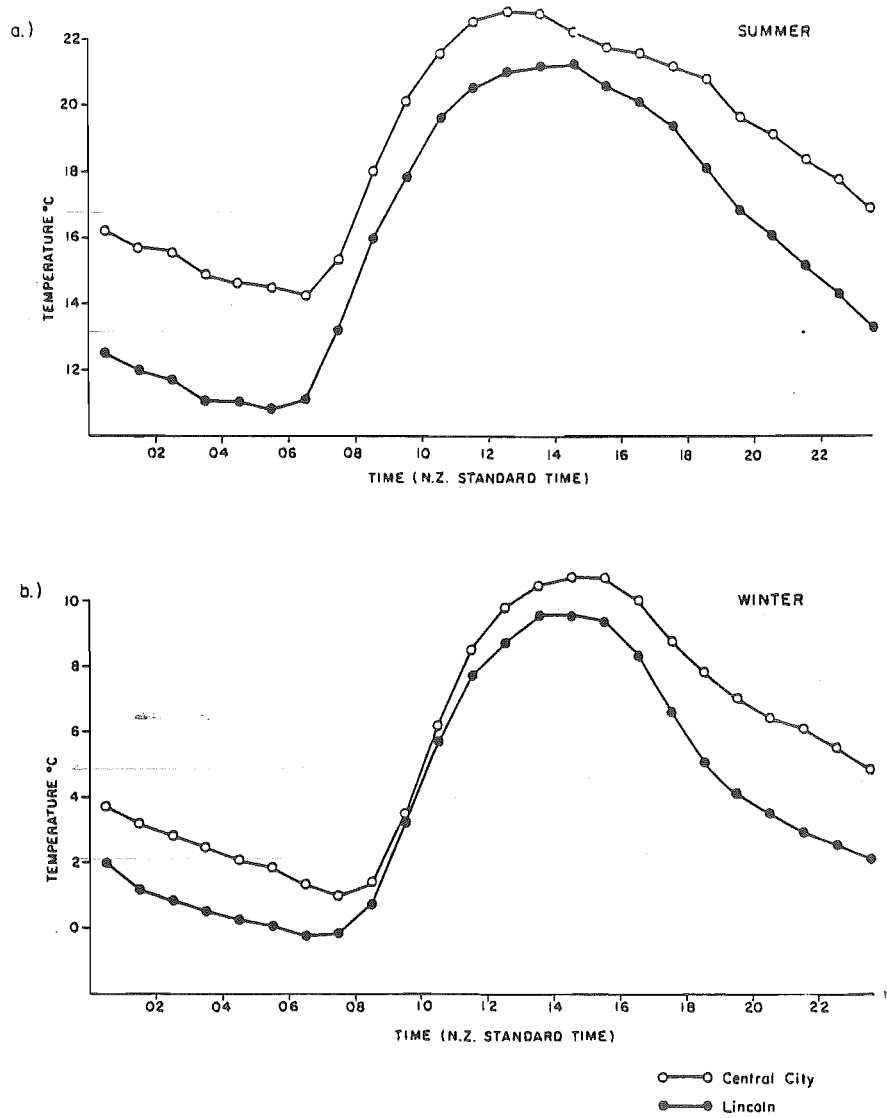 a.)
SUMMER
22
20
18
16
14
12
TEMPERATURE °C
02 04 06 08 10 12 14 16 18 20 22
TIME (N.Z. STANDARD TIME)
b.)
WINTER
10
8
6
4
2
0
TEMPERATURE °C
02 04 06 08 10 12 14 16 18 20 22
TIME (N.Z. STANDARD TIME)
Central City
Lincoln